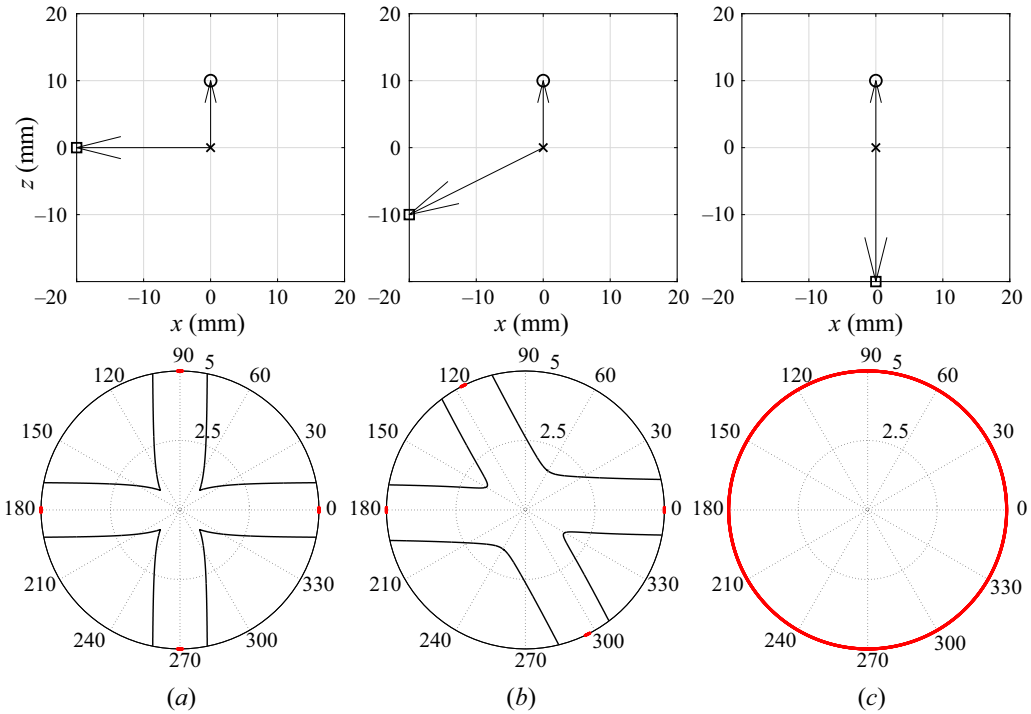 20 20 20
10 10 10
z (mm) 0 0 0
–10 –10 –10
–20 –10 0 10 20 –20 –10 0 10 20 –20 –10 0 10 20
x (mm) x (mm) x (mm)
90 5 90 5 90 5
120 60 120 60 120 60
150 2.5 30 150 2.5 30 150 2.5 30
180 0 180 0 180 0
210 330 210 330 210 330
240 300 240 300 240 300
270 270 270
(a) (b) (c)